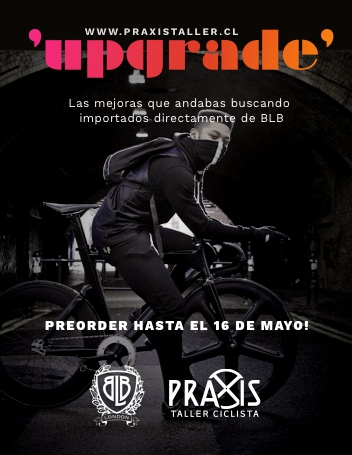 WWW.PRAXISTALLER.CL
'upgrade'
Las mejoras que andabas buscando
importados directamente de BLB
PREORDER HASTA EL 16 DE MAYO!
BLB
LONDON
PRAXIS
TALLER CICLISTA